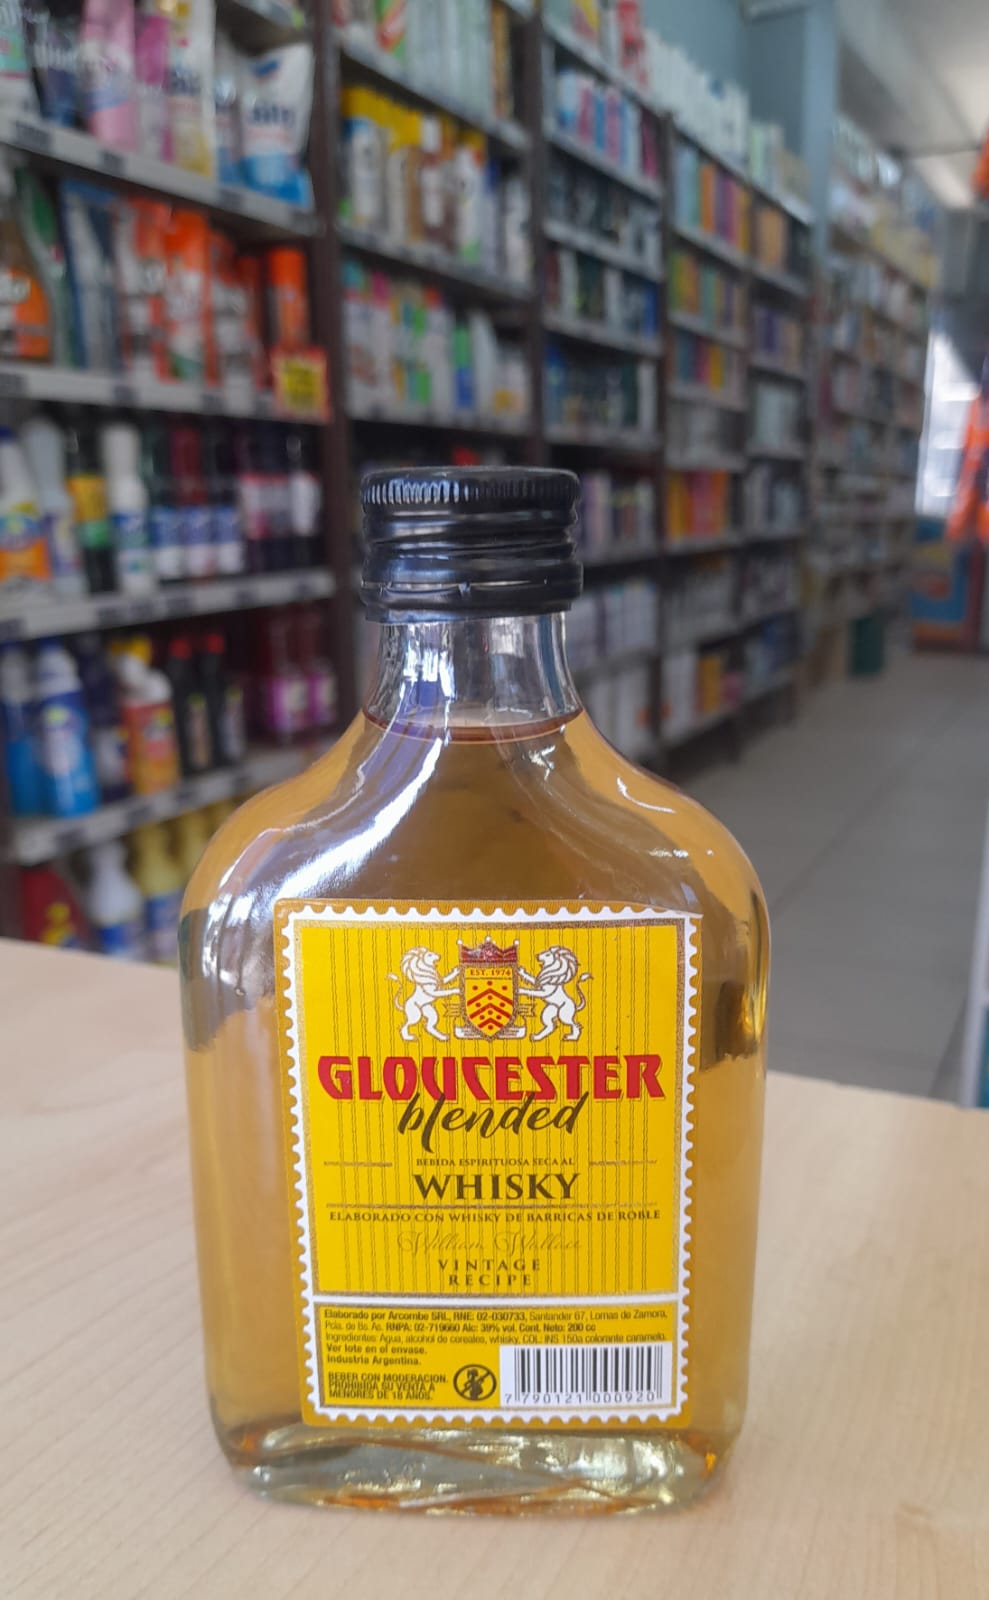 EST. 1974
GLOUCESTER
blended
BEBIDA ESPIRITUOSA SECA AL
WHISKY
ELABORADO CON WHISKY DE BARRICAS DE ROBLE
William Wallace
VINTAGE
RECIPE
Elaborado por Arcombe SRL, RNE: 02-030733, Santander 67, Lomas de Zamora,
Pcia. de Bs. As. RNPA: 02-719660 Alc: 39% vol. Cont. Neto: 200 cc
Ingredientes: Agua, alcohol de cereales, whisky, COL: INS 150a colorante caramelo.
Ver lote en el envase.
Industria Argentina.
BEBER CON MODERACION.
PROHIBIDA SU VENTA A
MENORES DE 18 AÑOS.
7 790121 000920